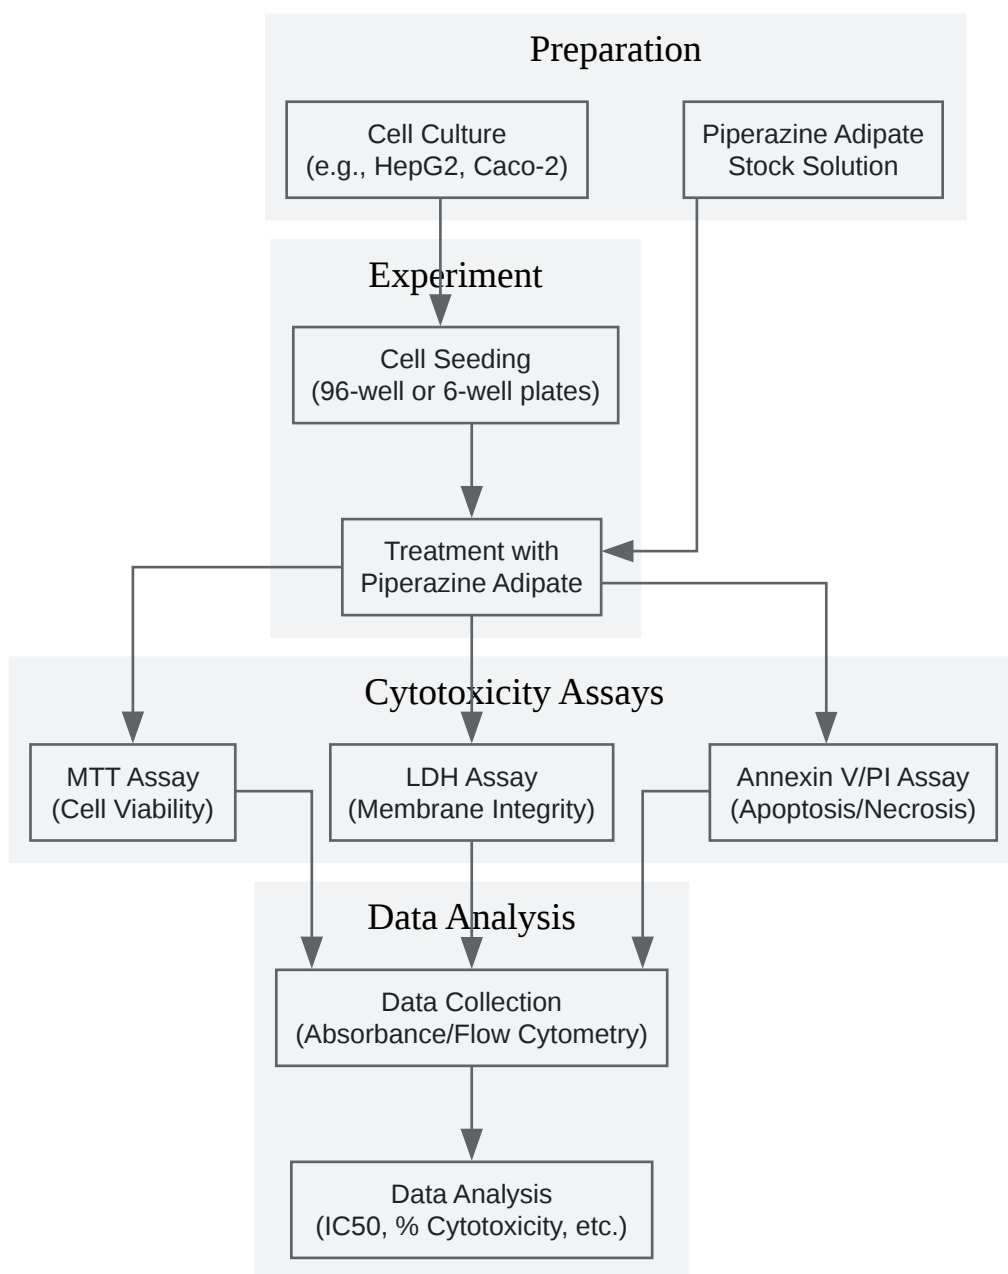 Preparation
Cell Culture
(e.g., HepG2, Caco-2)
Piperazine Adipate
Stock Solution
Experiment
Cell Seeding
(96-well or 6-well plates)
Treatment with
Piperazine Adipate
Cytotoxicity Assays
MTT Assay
(Cell Viability)
LDH Assay
(Membrane Integrity)
Annexin V/PI Assay
(Apoptosis/Necrosis)
Data Analysis
Data Collection
(Absorbance/Flow Cytometry)
Data Analysis
(IC50, % Cytotoxicity, etc.)